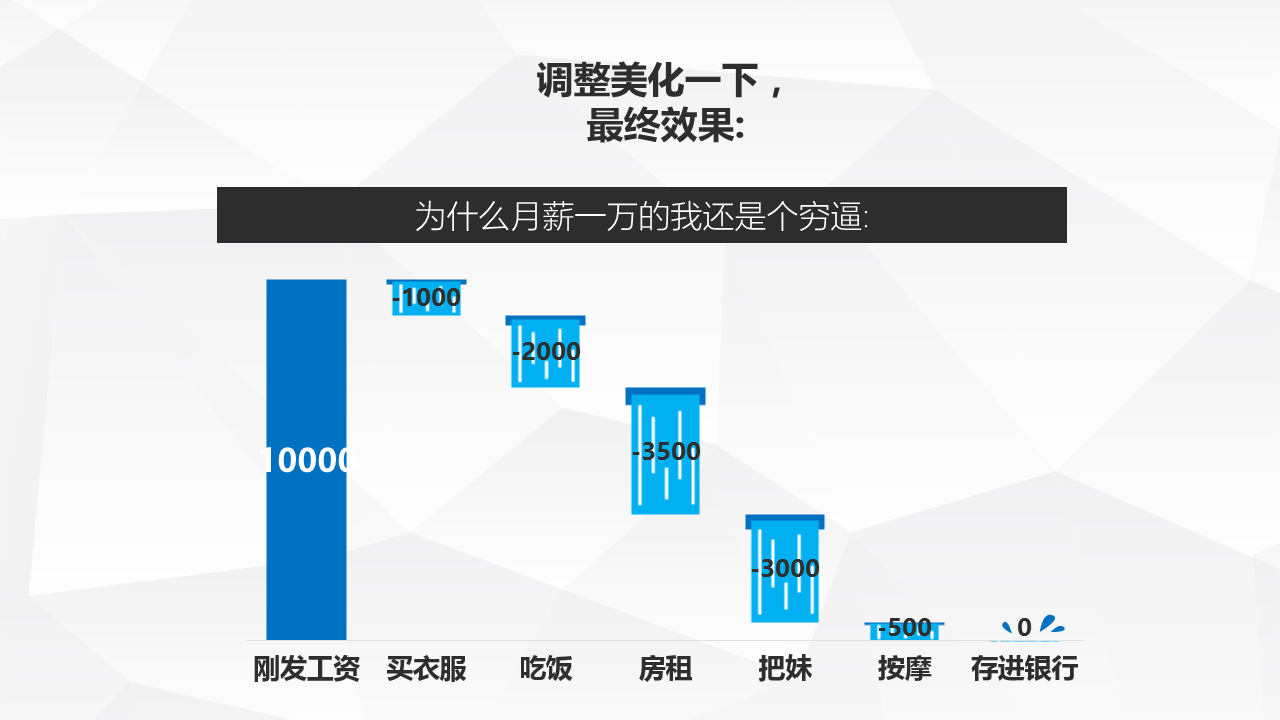 调整美化一下，
最终效果:
为什么月薪一万的我还是个穷逼:
10000
-1000
-2000
-3500
-3000
-500
0
刚发工资 买衣服 吃饭 房租 把妹 按摩 存进银行